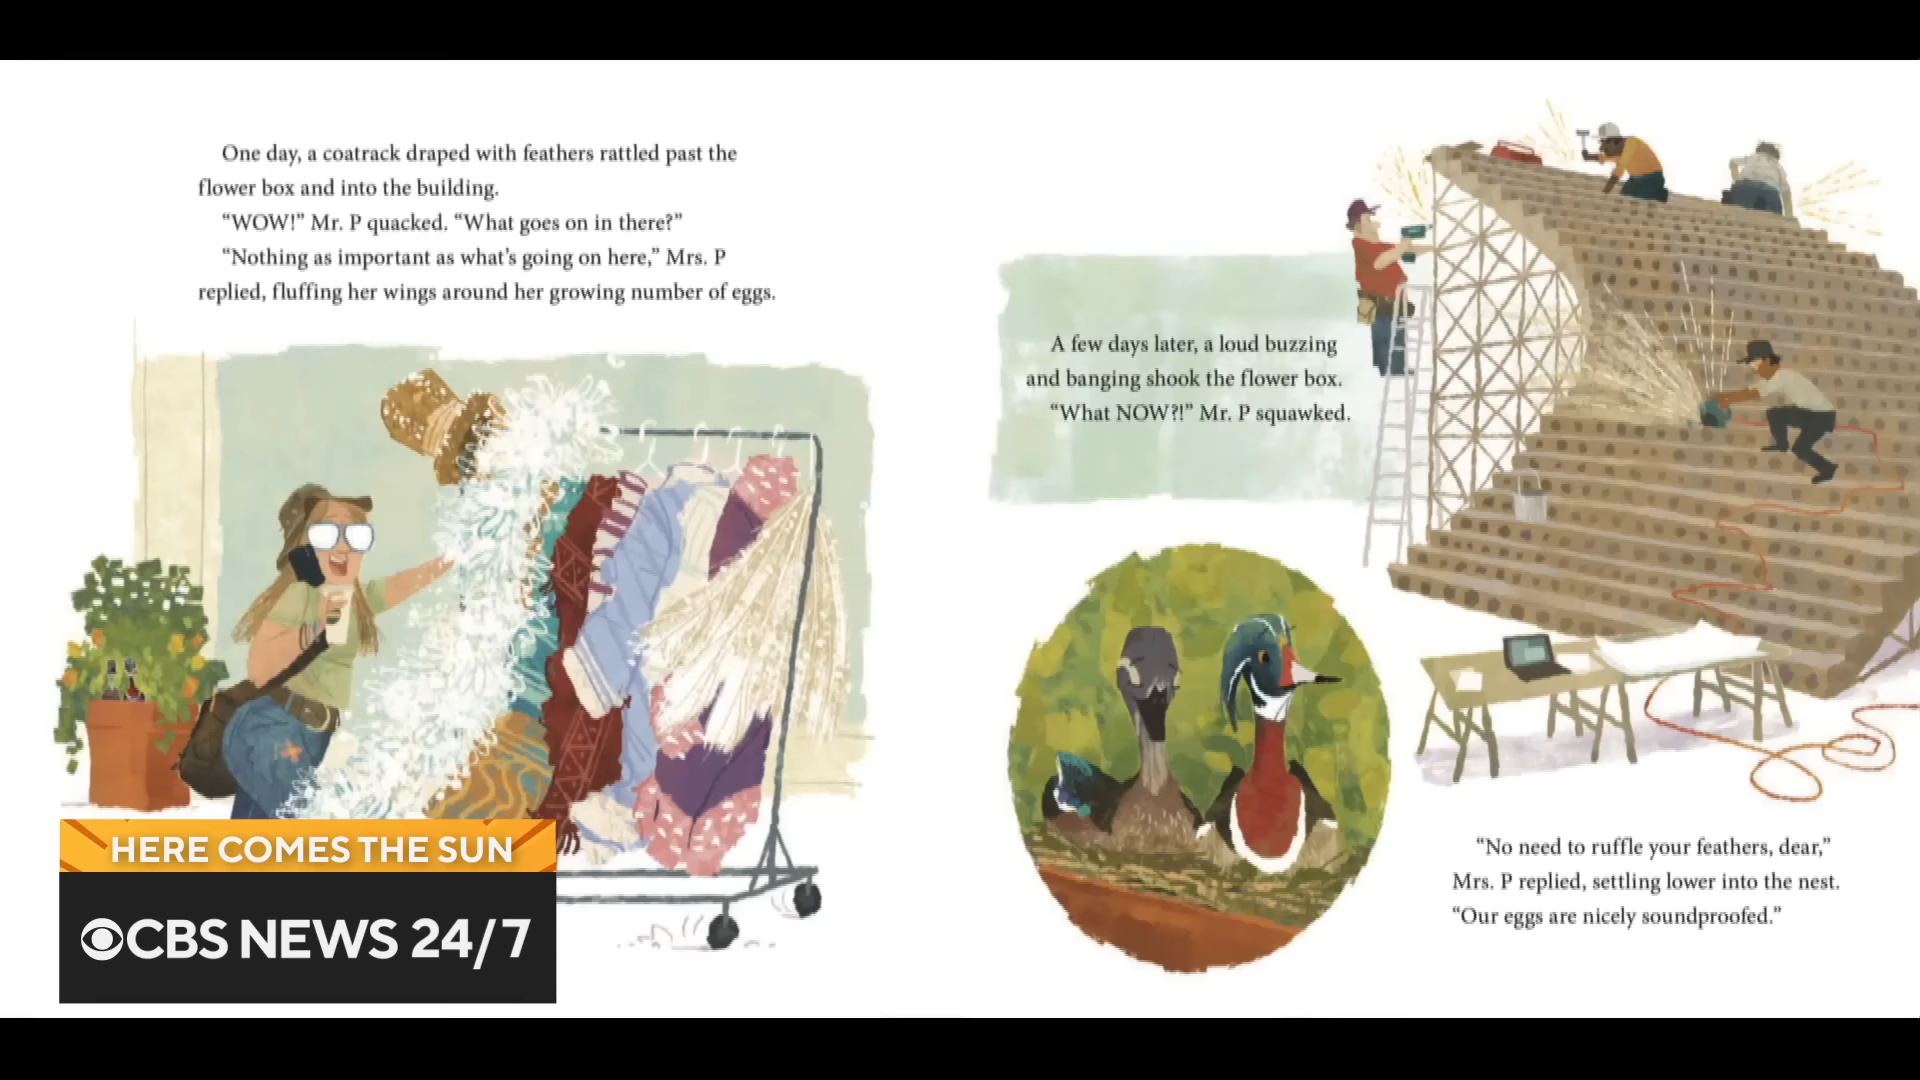 One day, a coatrack draped with feathers rattled past the
flower box and into the building.
“WOW!” Mr. P quacked. “What goes on in there?”
“Nothing as important as what’s going on here,” Mrs. P
replied, fluffing her wings around her growing number of eggs.
A few days later, a loud buzzing
and banging shook the flower box.
“What NOW?!” Mr. P squawked.
“No need to ruffle your feathers, dear,”
Mrs. P replied, settling lower into the nest.
“Our eggs are nicely soundproofed.”
HERE COMES THE SUN
CBS NEWS 24/7